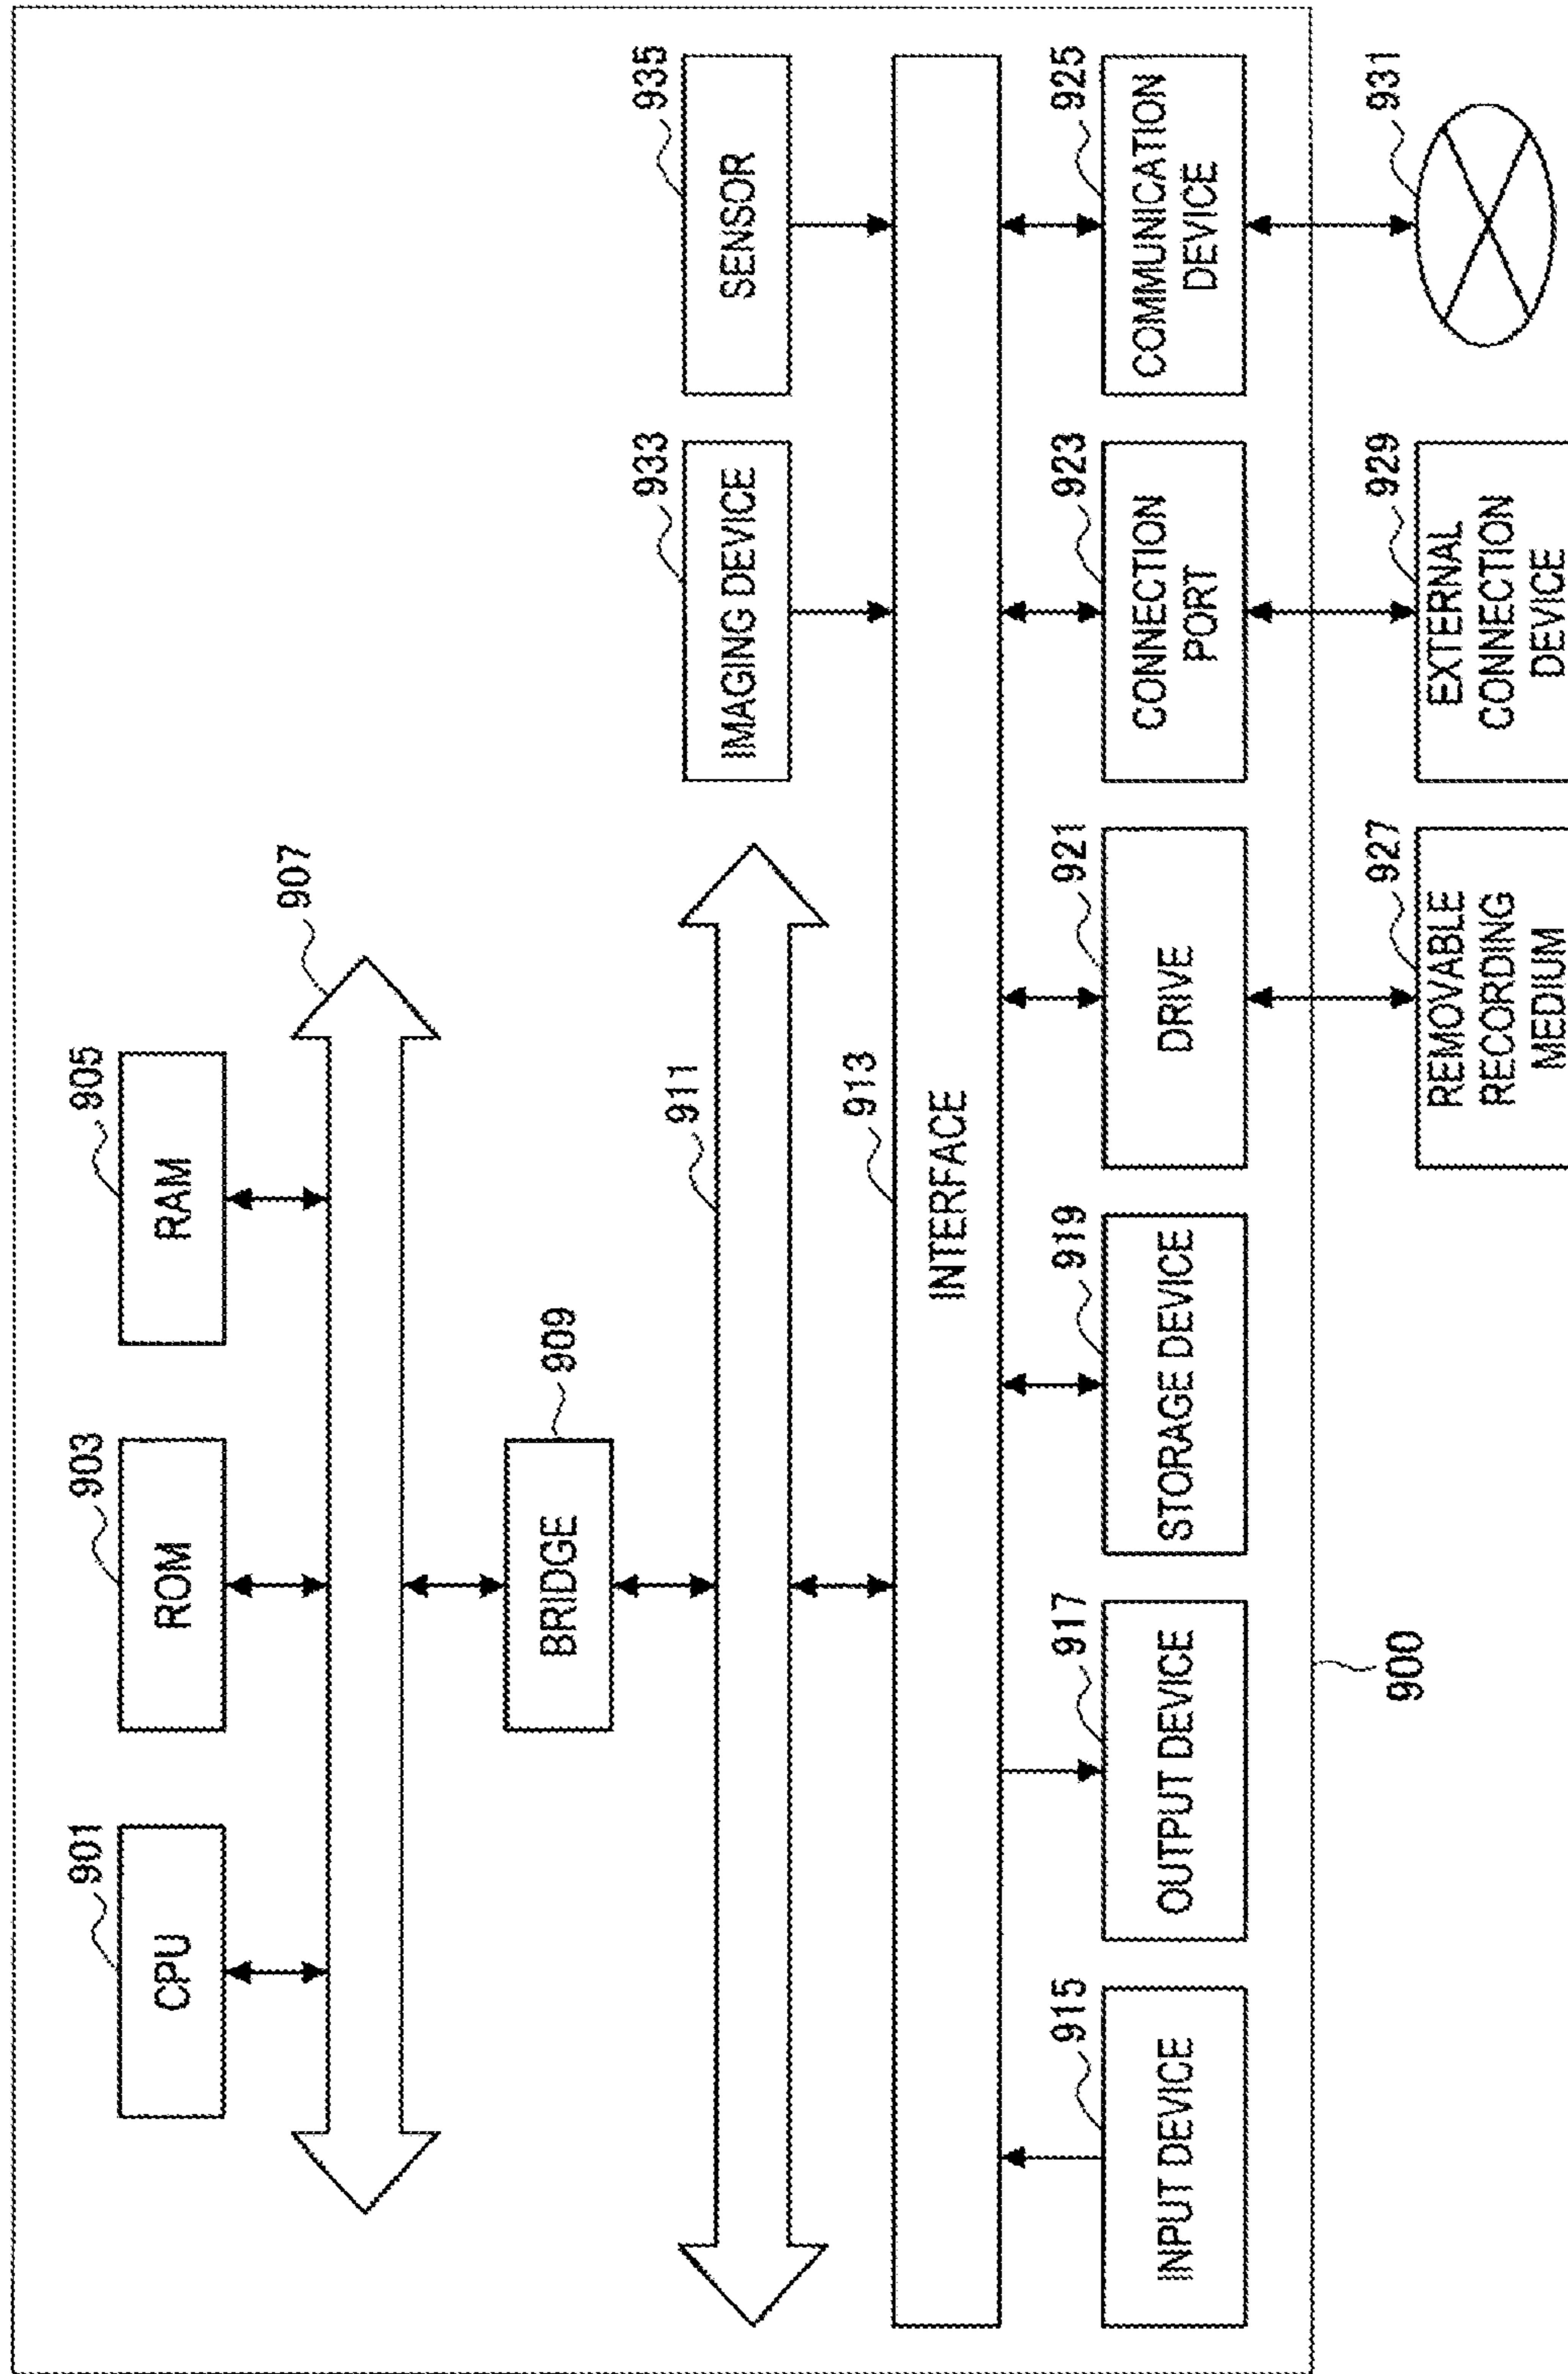 901
903
905
CPU
ROM
RAM
907
909
BRIDGE
911
933
935
IMAGING DEVICE
SENSOR
913
INTERFACE
915
917
919
921
923
925
INPUT DEVICE
OUTPUT DEVICE
STORAGE DEVICE
DRIVE
CONNECTION
PORT
COMMUNICATION
DEVICE
900
927
929
931
REMOVABLE
RECORDING
MEDIUM
EXTERNAL
CONNECTION
DEVICE